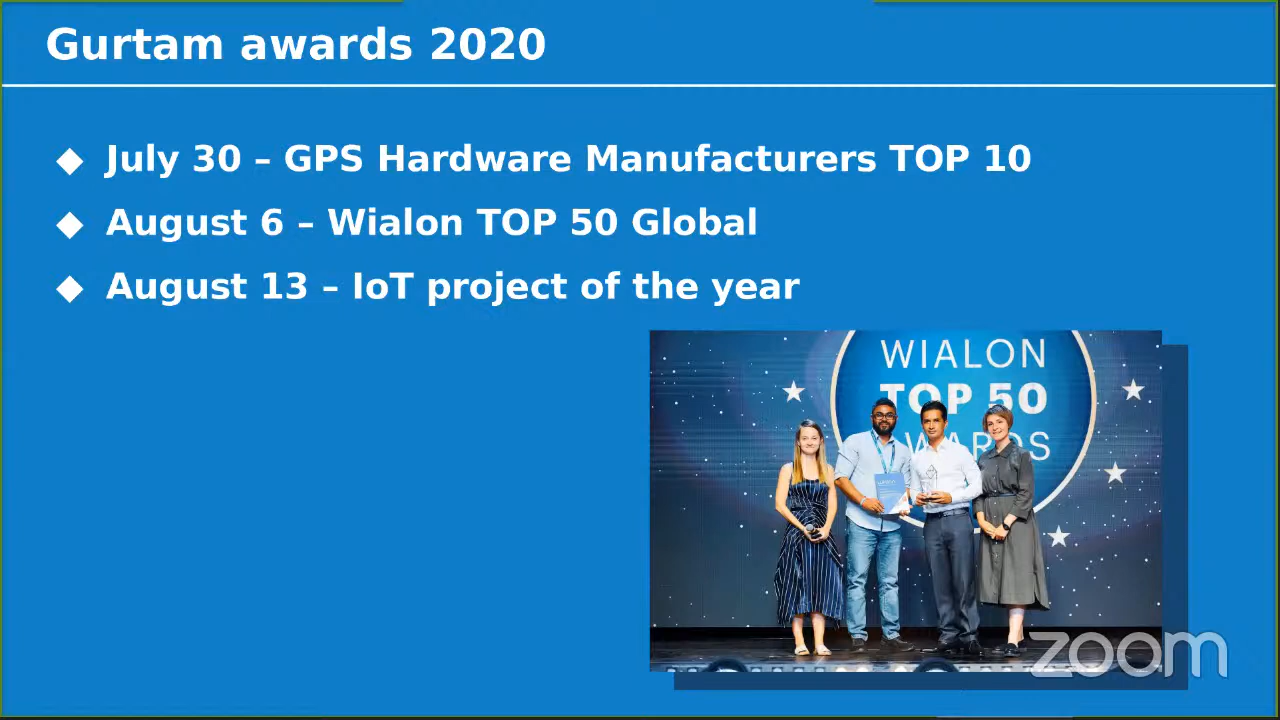 Gurtam awards 2020
◆ July 30 – GPS Hardware Manufacturers TOP 10
◆ August 6 – Wialon TOP 50 Global
◆ August 13 – IoT project of the year
WIALON
TOP 50
zoom